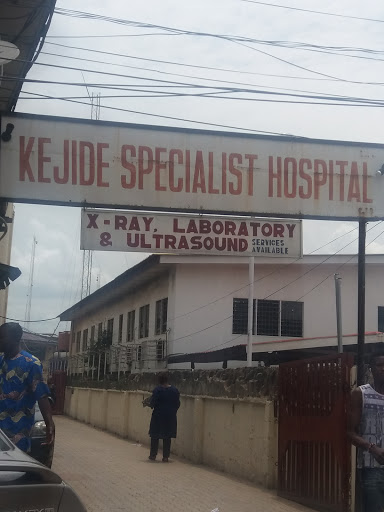 KEJIDE SPECIALIST HOSPITAL
X-RAY, LABORATORY
& ULTRASOUND SERVICES AVAILABLE